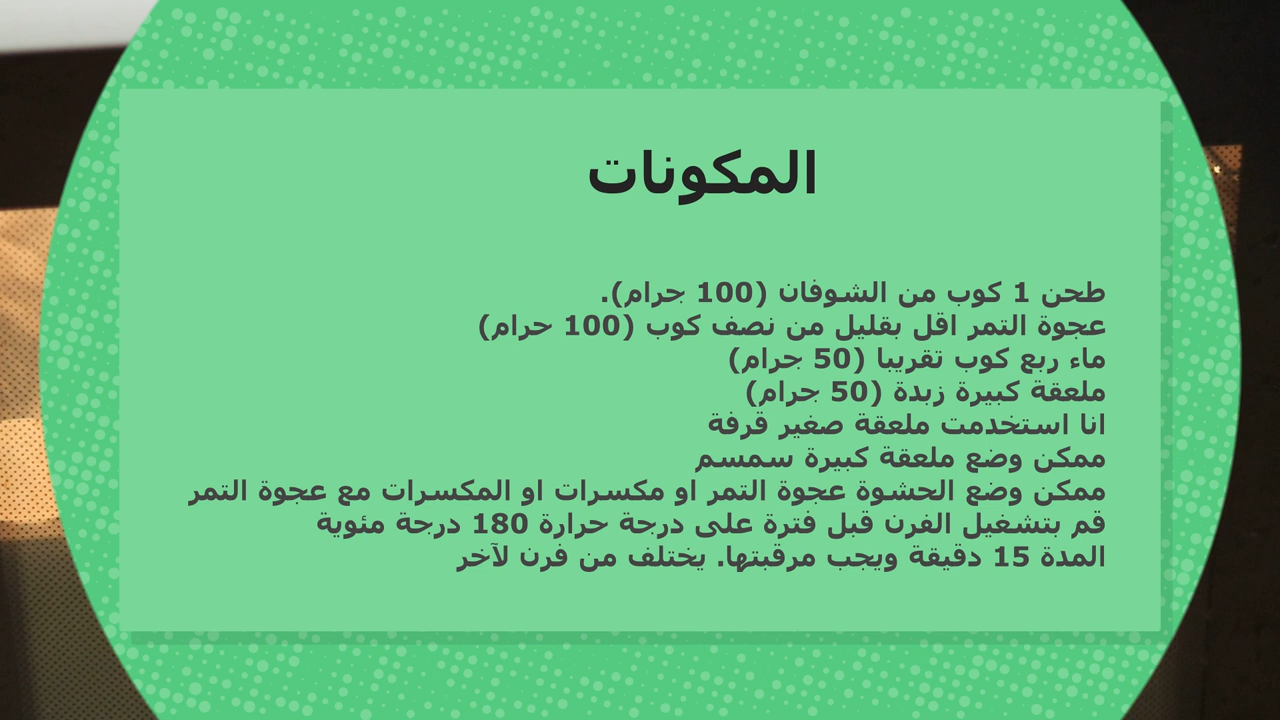 المكونات
طحن 1 كوب من الشوفان (100 جرام).
عجوة التمر اقل بقليل من نصف كوب (100 حرام)
ماء ربع كوب تقريبا (50 جرام)
ملعقة كبيرة زبدة (50 حرام)
انا استخدمت ملعقة صغير قرفة
ممكن وضع ملعقة كبيرة سمسم
ممكن وضع الحشوة عجوة التمر او مكسرات او المكسرات مع عجوة التمر
قم بتشغيل الفرن قبل فترة على درجة حرارة 180 درجة مئوية
المدة 15 دقيقة ويجب مرقبتها. يختلف من فرن لآخر